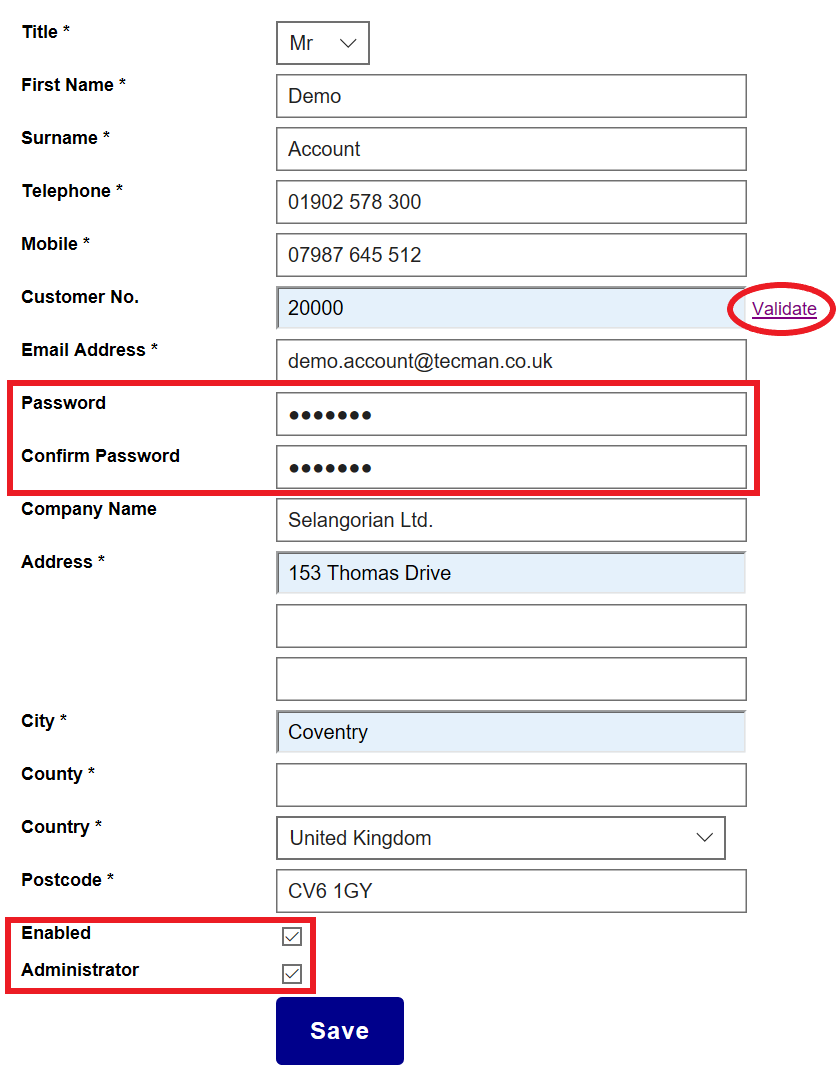 Title * Mr
First Name * Demo
Surname * Account
Telephone * 01902 578 300
Mobile * 07987 645 512
Customer No. 20000 Validate
Email Address * demo.account@tecman.co.uk
Password •••••••
Confirm Password •••••••
Company Name Selangorian Ltd.
Address * 153 Thomas Drive
City * Coventry
County *
Country * United Kingdom
Postcode * CV6 1GY
Enabled
Administrator
Save